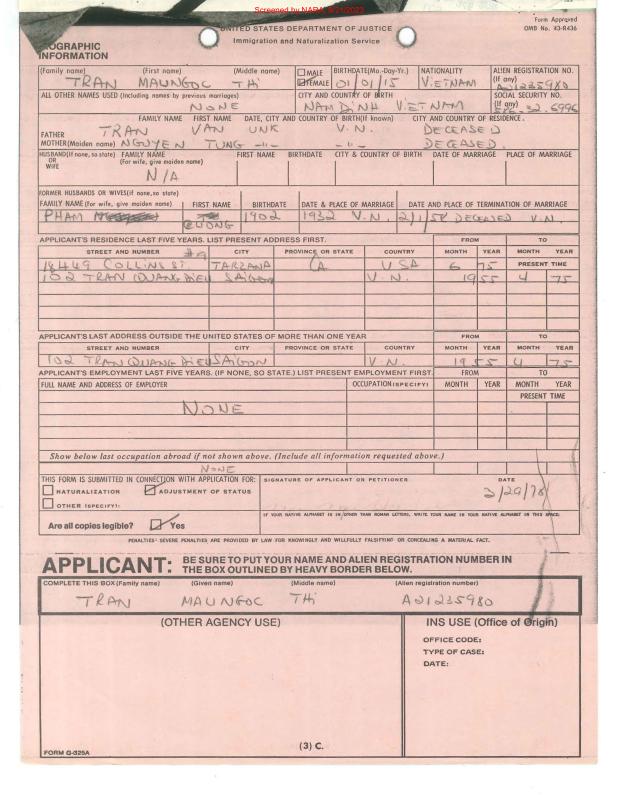 Screened by NARA, 8/21/2023
Form Approved
OMB No. 43-R436
UNITED STATES DEPARTMENT OF JUSTICE
Immigration and Naturalization Service
BIOGRAPHIC INFORMATION
(Family name) (First name) (Middle name) MALE FEMALE BIRTHDATE(Mo.-Day-Yr.) NATIONALITY ALIEN REGISTRATION NO. (If any)
TRAN MAUNGOC THi 01/01/15 VIETNAM A21235980
ALL OTHER NAMES USED (Including names by previous marriages) CITY AND COUNTRY OF BIRTH SOCIAL SECURITY NO. (If any)
NONE NAM DINH VIETNAM 32 6996
FAMILY NAME FIRST NAME DATE, CITY AND COUNTRY OF BIRTH(If known) CITY AND COUNTRY OF RESIDENCE.
FATHER TRAN VAN UNK V.N. DECEASED
MOTHER(Maiden name) NGUYEN TUNG -"- -"- DECEASED.
HUSBAND(If none, so state) OR WIFE FAMILY NAME (For wife, give maiden name) FIRST NAME BIRTHDATE CITY & COUNTRY OF BIRTH DATE OF MARRIAGE PLACE OF MARRIAGE
N/A
FORMER HUSBANDS OR WIVES(if none, so state)
FAMILY NAME (For wife, give maiden name) FIRST NAME BIRTHDATE DATE & PLACE OF MARRIAGE DATE AND PLACE OF TERMINATION OF MARRIAGE
PHAM CUONG 1902 1932 V.N. 2/1/58 DECEASED V.N.
APPLICANT'S RESIDENCE LAST FIVE YEARS. LIST PRESENT ADDRESS FIRST. FROM TO
STREET AND NUMBER CITY PROVINCE OR STATE COUNTRY MONTH YEAR MONTH YEAR
18449 COLLINS ST. #9 TARZANA CA USA 6 75 PRESENT TIME
102 TRAN QUANG DIEU SAIGON V.N. 1955 4 75
APPLICANT'S LAST ADDRESS OUTSIDE THE UNITED STATES OF MORE THAN ONE YEAR FROM TO
STREET AND NUMBER CITY PROVINCE OR STATE COUNTRY MONTH YEAR MONTH YEAR
102 TRAN QUANG DIEU SAIGON V.N. 1955 4 75
APPLICANT'S EMPLOYMENT LAST FIVE YEARS. (IF NONE, SO STATE.) LIST PRESENT EMPLOYMENT FIRST. FROM TO
FULL NAME AND ADDRESS OF EMPLOYER OCCUPATION(SPECIFY) MONTH YEAR MONTH YEAR
PRESENT TIME
NONE
Show below last occupation abroad if not shown above. (Include all information requested above.)
NONE
THIS FORM IS SUBMITTED IN CONNECTION WITH APPLICATION FOR: SIGNATURE OF APPLICANT OR PETITIONER DATE
NATURALIZATION ADJUSTMENT OF STATUS 2/29/78
OTHER (SPECIFY):
IF YOUR NATIVE ALPHABET IS IN OTHER THAN ROMAN LETTERS, WRITE YOUR NAME IN YOUR NATIVE ALPHABET IN THIS SPACE:
Are all copies legible? Yes
PENALTIES: SEVERE PENALTIES ARE PROVIDED BY LAW FOR KNOWINGLY AND WILLFULLY FALSIFYING OR CONCEALING A MATERIAL FACT.
APPLICANT: BE SURE TO PUT YOUR NAME AND ALIEN REGISTRATION NUMBER IN THE BOX OUTLINED BY HEAVY BORDER BELOW.
COMPLETE THIS BOX (Family name) (Given name) (Middle name) (Alien registration number)
TRAN MAUNGOC THi A21235980
(OTHER AGENCY USE) INS USE (Office of Origin)
OFFICE CODE:
TYPE OF CASE:
DATE:
(3) C.
FORM G-325A